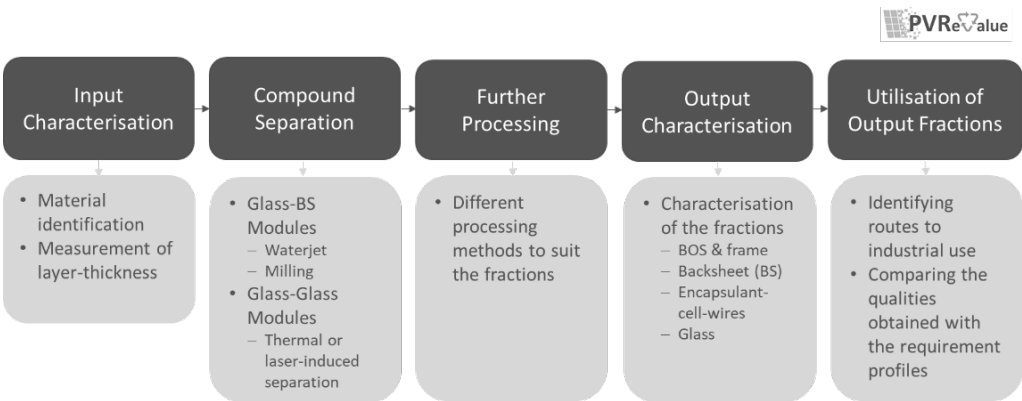 PVReValue
Input
Characterisation
Compound
Separation
Further
Processing
Output
Characterisation
Utilisation of
Output Fractions
• Material
identification
• Measurement of
layer-thickness
• Glass-BS
Modules
– Waterjet
– Milling
• Glass-Glass
Modules
– Thermal or
laser-induced
separation
• Different
processing
methods to suit
the fractions
• Characterisation
of the fractions
– BOS & frame
– Backsheet (BS)
– Encapsulant-
cell-wires
– Glass
• Identifying
routes to
industrial use
• Comparing the
qualities
obtained with
the requirement
profiles